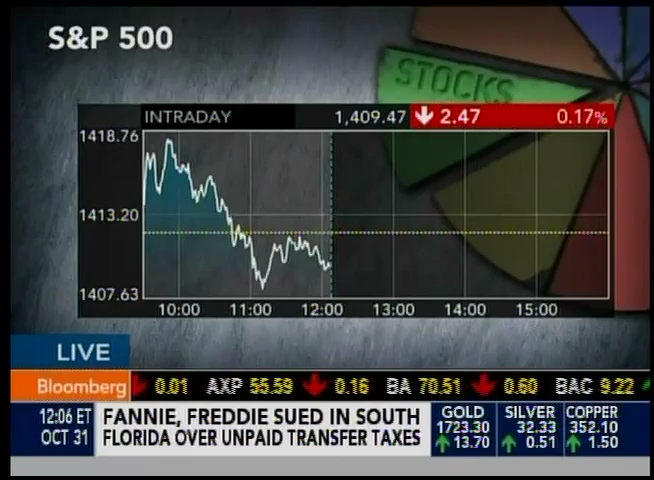 S&P 500
STOCKS
INTRADAY 1,409.47 2.47 0.17%
1418.76
1413.20
1407.63
10:00 11:00 12:00 13:00 14:00 15:00
LIVE
Bloomberg 0.01 AXP 55.59 0.16 BA 70.51 0.60 BAC 9.22
12:06 ET
OCT 31
FANNIE, FREDDIE SUED IN SOUTH
FLORIDA OVER UNPAID TRANSFER TAXES
GOLD
1723.30
13.70
SILVER
32.33
0.51
COPPER
352.10
1.50